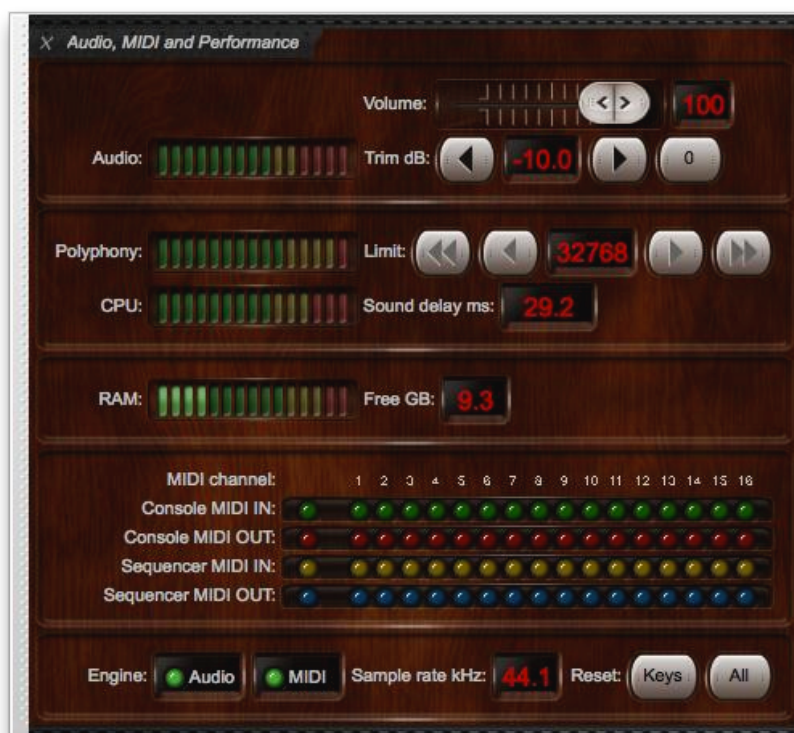 X Audio, MIDI and Performance
Volume: 100
Audio: Trim dB: -10.0 0
Polyphony: Limit: 32768
CPU: Sound delay ms: 29.2
RAM: Free GB: 9.3
MIDI channel: 1 2 3 4 5 6 7 8 9 10 11 12 13 14 15 16
Console MIDI IN:
Console MIDI OUT:
Sequencer MIDI IN:
Sequencer MIDI OUT:
Engine: Audio MIDI Sample rate kHz: 44.1 Reset: Keys All